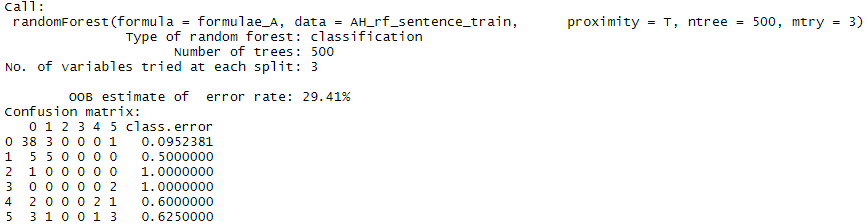 Call:
 randomForest(formula = formulae_A, data = AH_rf_sentence_train,      proximity = T, ntree = 500, mtry = 3)
               Type of random forest: classification
                     Number of trees: 500
No. of variables tried at each split: 3
        OOB estimate of  error rate: 29.41%
Confusion matrix:
   0 1 2 3 4 5 class.error
0 38 3 0 0 0 1   0.0952381
1  5 5 0 0 0 0   0.5000000
2  1 0 0 0 0 0   1.0000000
3  0 0 0 0 0 2   1.0000000
4  2 0 0 0 2 1   0.6000000
5  3 1 0 0 1 3   0.6250000